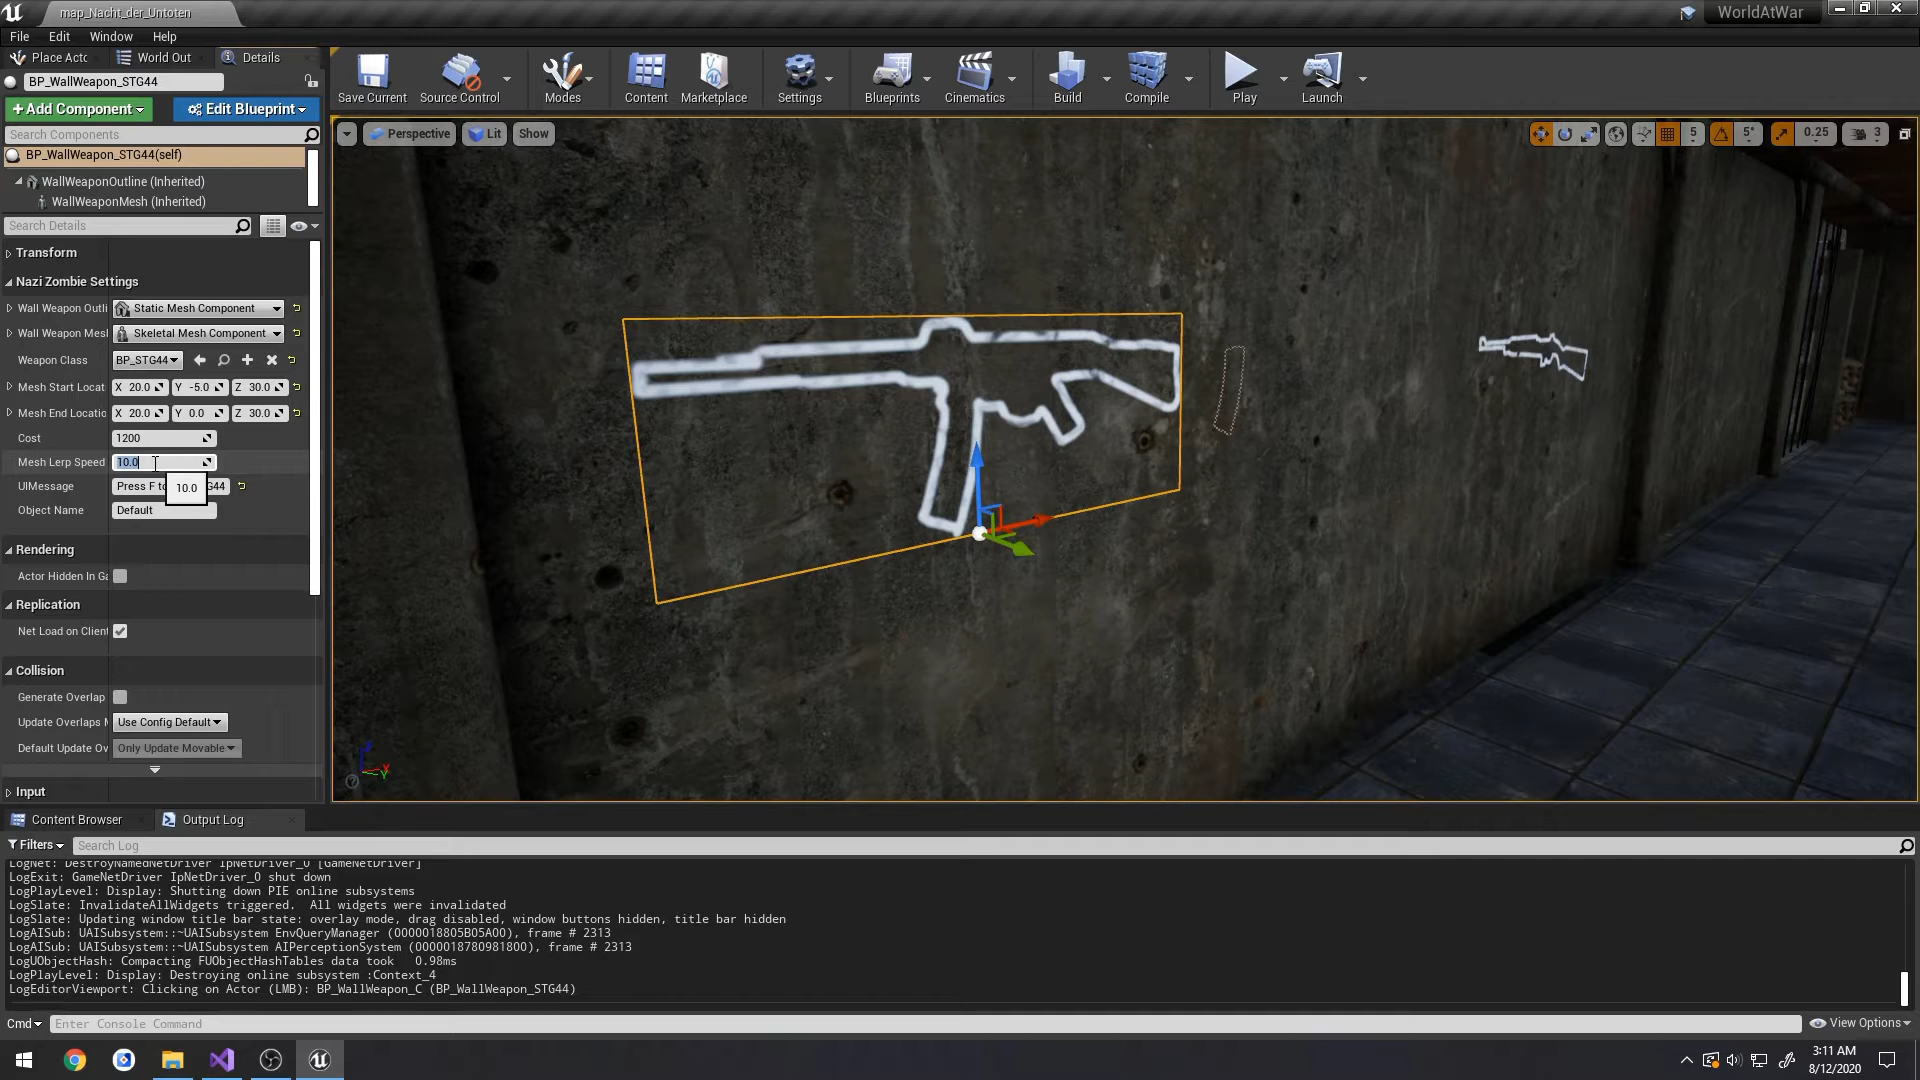 map_Nacht_der_Untoten
WorldAtWar
File Edit Window Help
Place Acto World Out Details
BP_WallWeapon_STG44
+Add Component Edit Blueprint
Search Components
BP_WallWeapon_STG44(self)
WallWeaponOutline (Inherited)
WallWeaponMesh (Inherited)
Search Details
Transform
Nazi Zombie Settings
Wall Weapon Outli Static Mesh Component
Wall Weapon Mesh Skeletal Mesh Component
Weapon Class BP_STG44
Mesh Start Locat X 20.0 Y -5.0 Z 30.0
Mesh End Locatio X 20.0 Y 0.0 Z 30.0
Cost 1200
Mesh Lerp Speed 10.0
UIMessage Press F to G44
10.0
Object Name Default
Rendering
Actor Hidden In Ga
Replication
Net Load on Client
Collision
Generate Overlap
Update Overlaps M Use Config Default
Default Update Ov Only Update Movable
Input
Save Current Source Control Modes Content Marketplace Settings Blueprints Cinematics Build Compile Play Launch
Perspective Lit Show
5 5° 0.25 3
Content Browser Output Log
Filters Search Log
LogNet: DestroyNamedNetDriver IpNetDriver_0 [GameNetDriver]
LogExit: GameNetDriver IpNetDriver_0 shut down
LogPlayLevel: Display: Shutting down PIE online subsystems
LogSlate: InvalidateAllWidgets triggered.  All widgets were invalidated
LogSlate: Updating window title bar state: overlay mode, drag disabled, window buttons hidden, title bar hidden
LogAISub: UAISubsystem::~UAISubsystem EnvQueryManager (0000018805B05A00), frame # 2313
LogAISub: UAISubsystem::~UAISubsystem AIPerceptionSystem (0000018780981800), frame # 2313
LogUObjectHash: Compacting FUObjectHashTables data took   0.98ms
LogPlayLevel: Display: Destroying online subsystem :Context_4
LogEditorViewport: Clicking on Actor (LMB): BP_WallWeapon_C (BP_WallWeapon_STG44)
Cmd Enter Console Command View Options
3:11 AM
8/12/2020